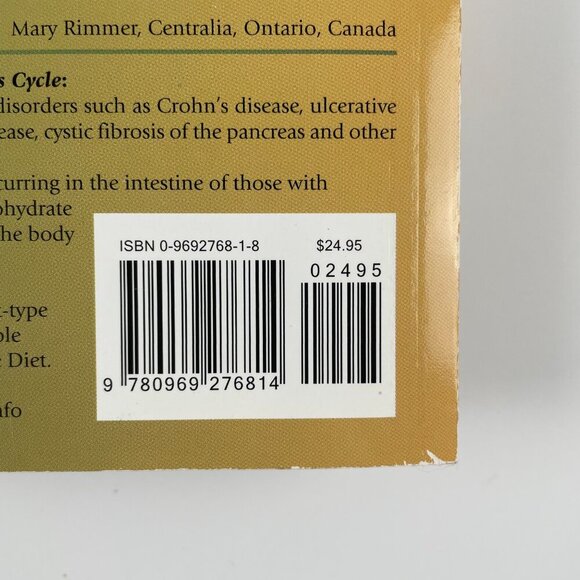 Mary Rimmer, Centralia, Ontario, Canada
s Cycle:
disorders such as Crohn's disease, ulcerative
ease, cystic fibrosis of the pancreas and other
curring in the intestine of those with
ohydrate
the body
ISBN 0-9692768-1-8 $24.95
02495
-type
ble
e Diet.
9 780969 276814
nfo